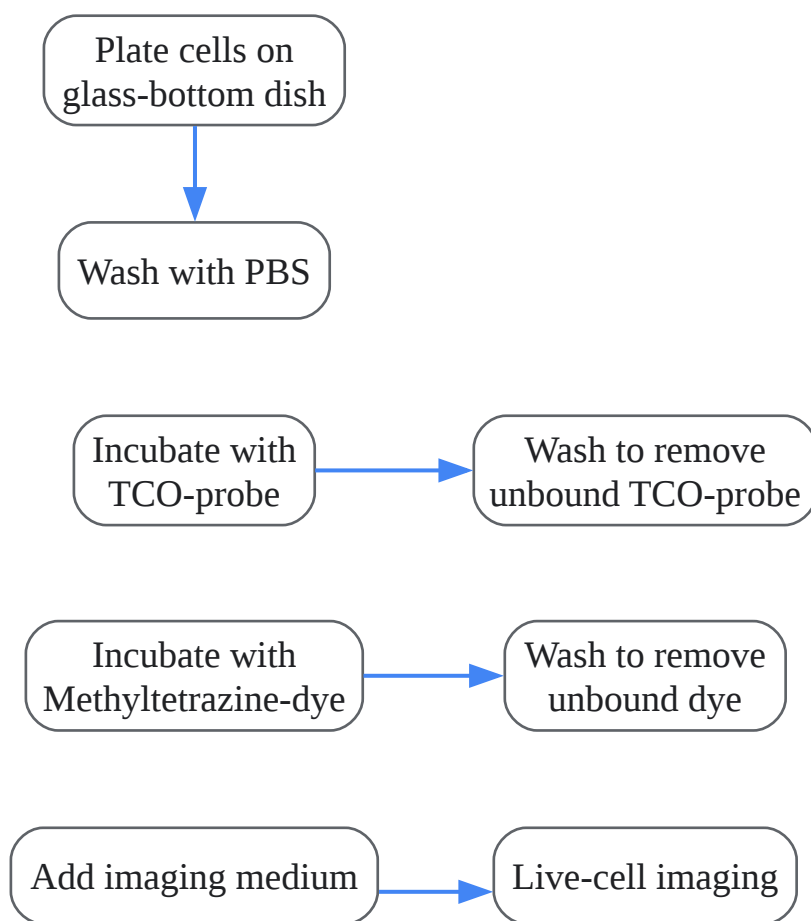 Plate cells on
glass-bottom dish
Wash with PBS
Incubate with
TCO-probe
Wash to remove
unbound TCO-probe
Incubate with
Methyltetrazine-dye
Wash to remove
unbound dye
Add imaging medium
Live-cell imaging